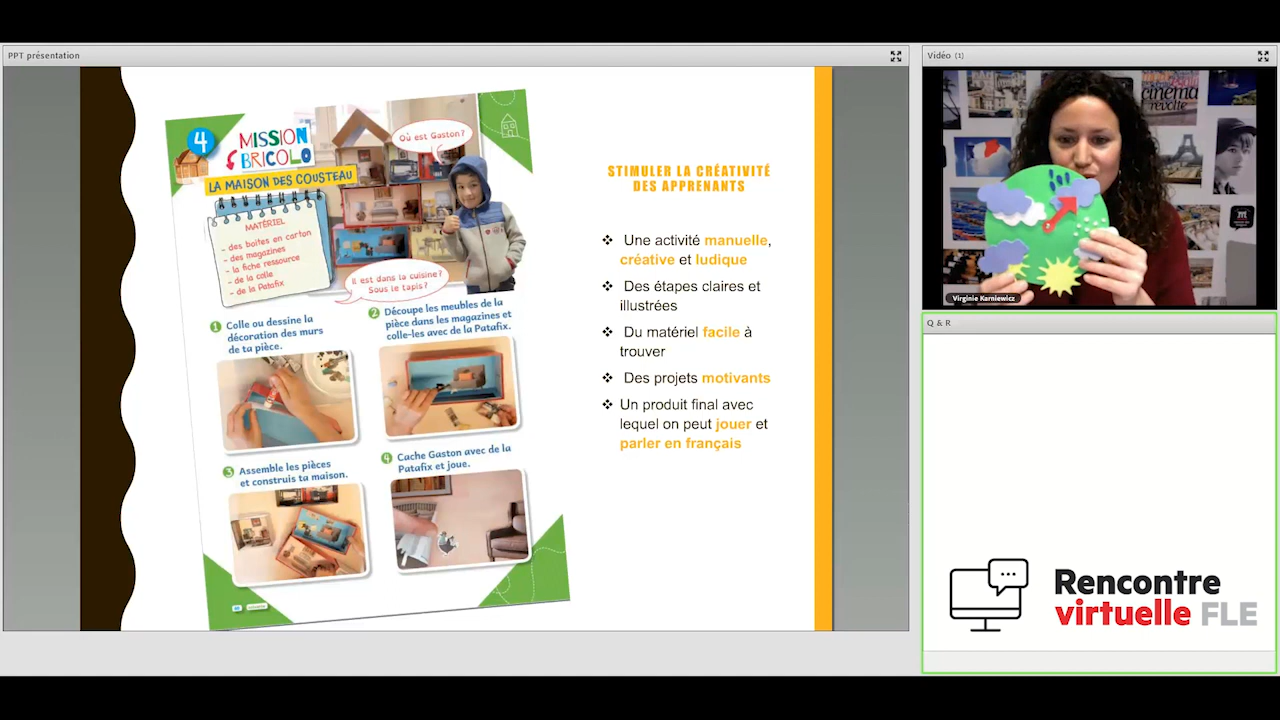 PPT présentation
4
MISSION
BRICOLO
LA MAISON DES COUSTEAU
Où est Gaston?
MATÉRIEL
- des boîtes en carton
- des magazines
- la fiche ressource
- de la colle
- de la Patafix
Il est dans la cuisine?
Sous le tapis?
1 Colle ou dessine la
décoration des murs
de ta pièce.
2 Découpe les meubles de la
pièce dans les magazines et
colle-les avec de la Patafix.
3 Assemble les pièces
et construis ta maison.
4 Cache Gaston avec de la
Patafix et joue.
STIMULER LA CRÉATIVITÉ
DES APPRENANTS
❖ Une activité manuelle,
créative et ludique
❖ Des étapes claires et
illustrées
❖ Du matériel facile à
trouver
❖ Des projets motivants
❖ Un produit final avec
lequel on peut jouer et
parler en français
Vidéo (1)
cinéma
révolte
Virginie Karniewicz
Q & R
Rencontre
virtuelle FLE